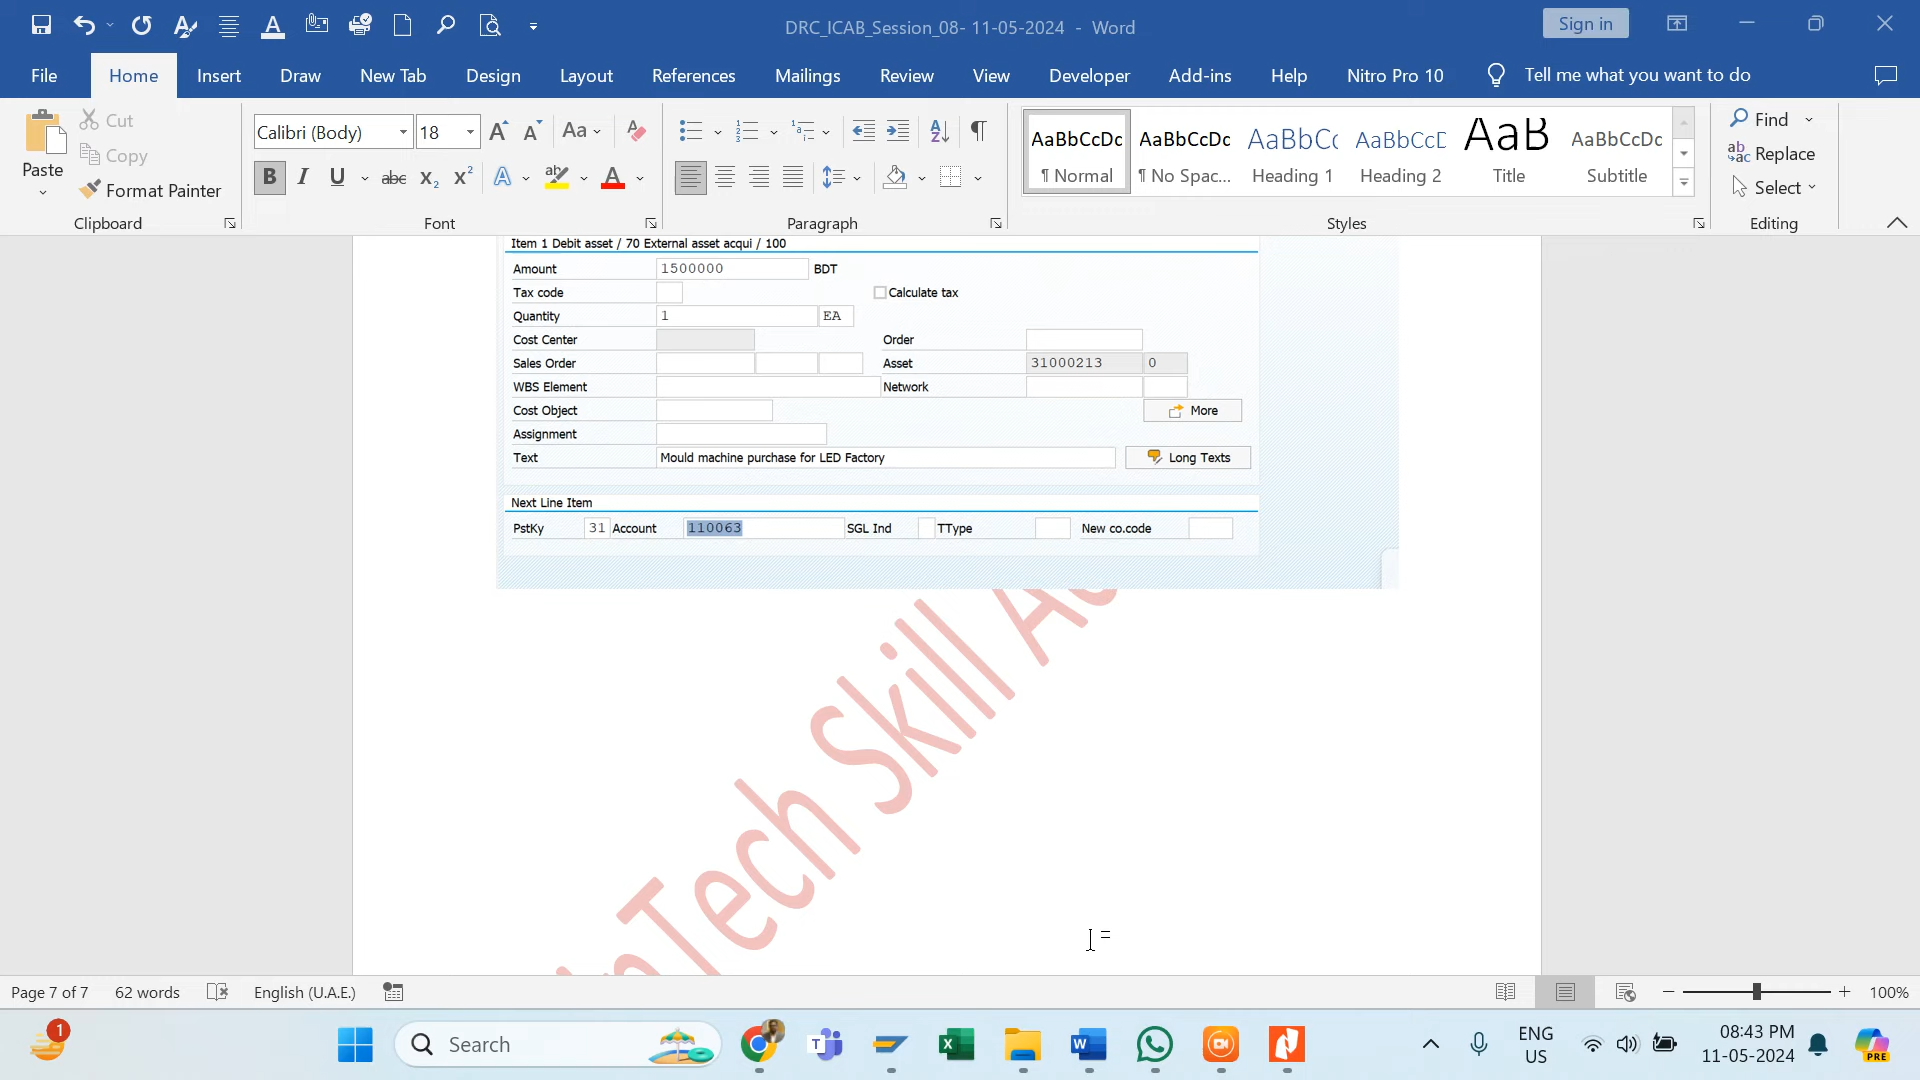 DRC_ICAB_Session_08- 11-05-2024 - Word
Sign in
File Home Insert Draw New Tab Design Layout References Mailings Review View Developer Add-ins Help Nitro Pro 10 Tell me what you want to do
Paste
Cut
Copy
Format Painter
Clipboard
Calibri (Body) 18
Font
Paragraph
AaBbCcDc AaBbCcDc AaBbCc AaBbCcD AaB AaBbCcDc
¶ Normal ¶ No Spac... Heading 1 Heading 2 Title Subtitle
Styles
Find
Replace
Select
Editing
Item 1 Debit asset / 70 External asset acqui / 100
Amount 1500000 BDT
Tax code Calculate tax
Quantity 1 EA
Cost Center Order
Sales Order Asset 31000213 0
WBS Element Network
Cost Object More
Assignment
Text Mould machine purchase for LED Factory Long Texts
Next Line Item
PstKy 31 Account 110063 SGL Ind TType New co.code
Tech Skill
Page 7 of 7 62 words English (U.A.E.) 100%
1
Search
ENG
US
08:43 PM
11-05-2024
PRE